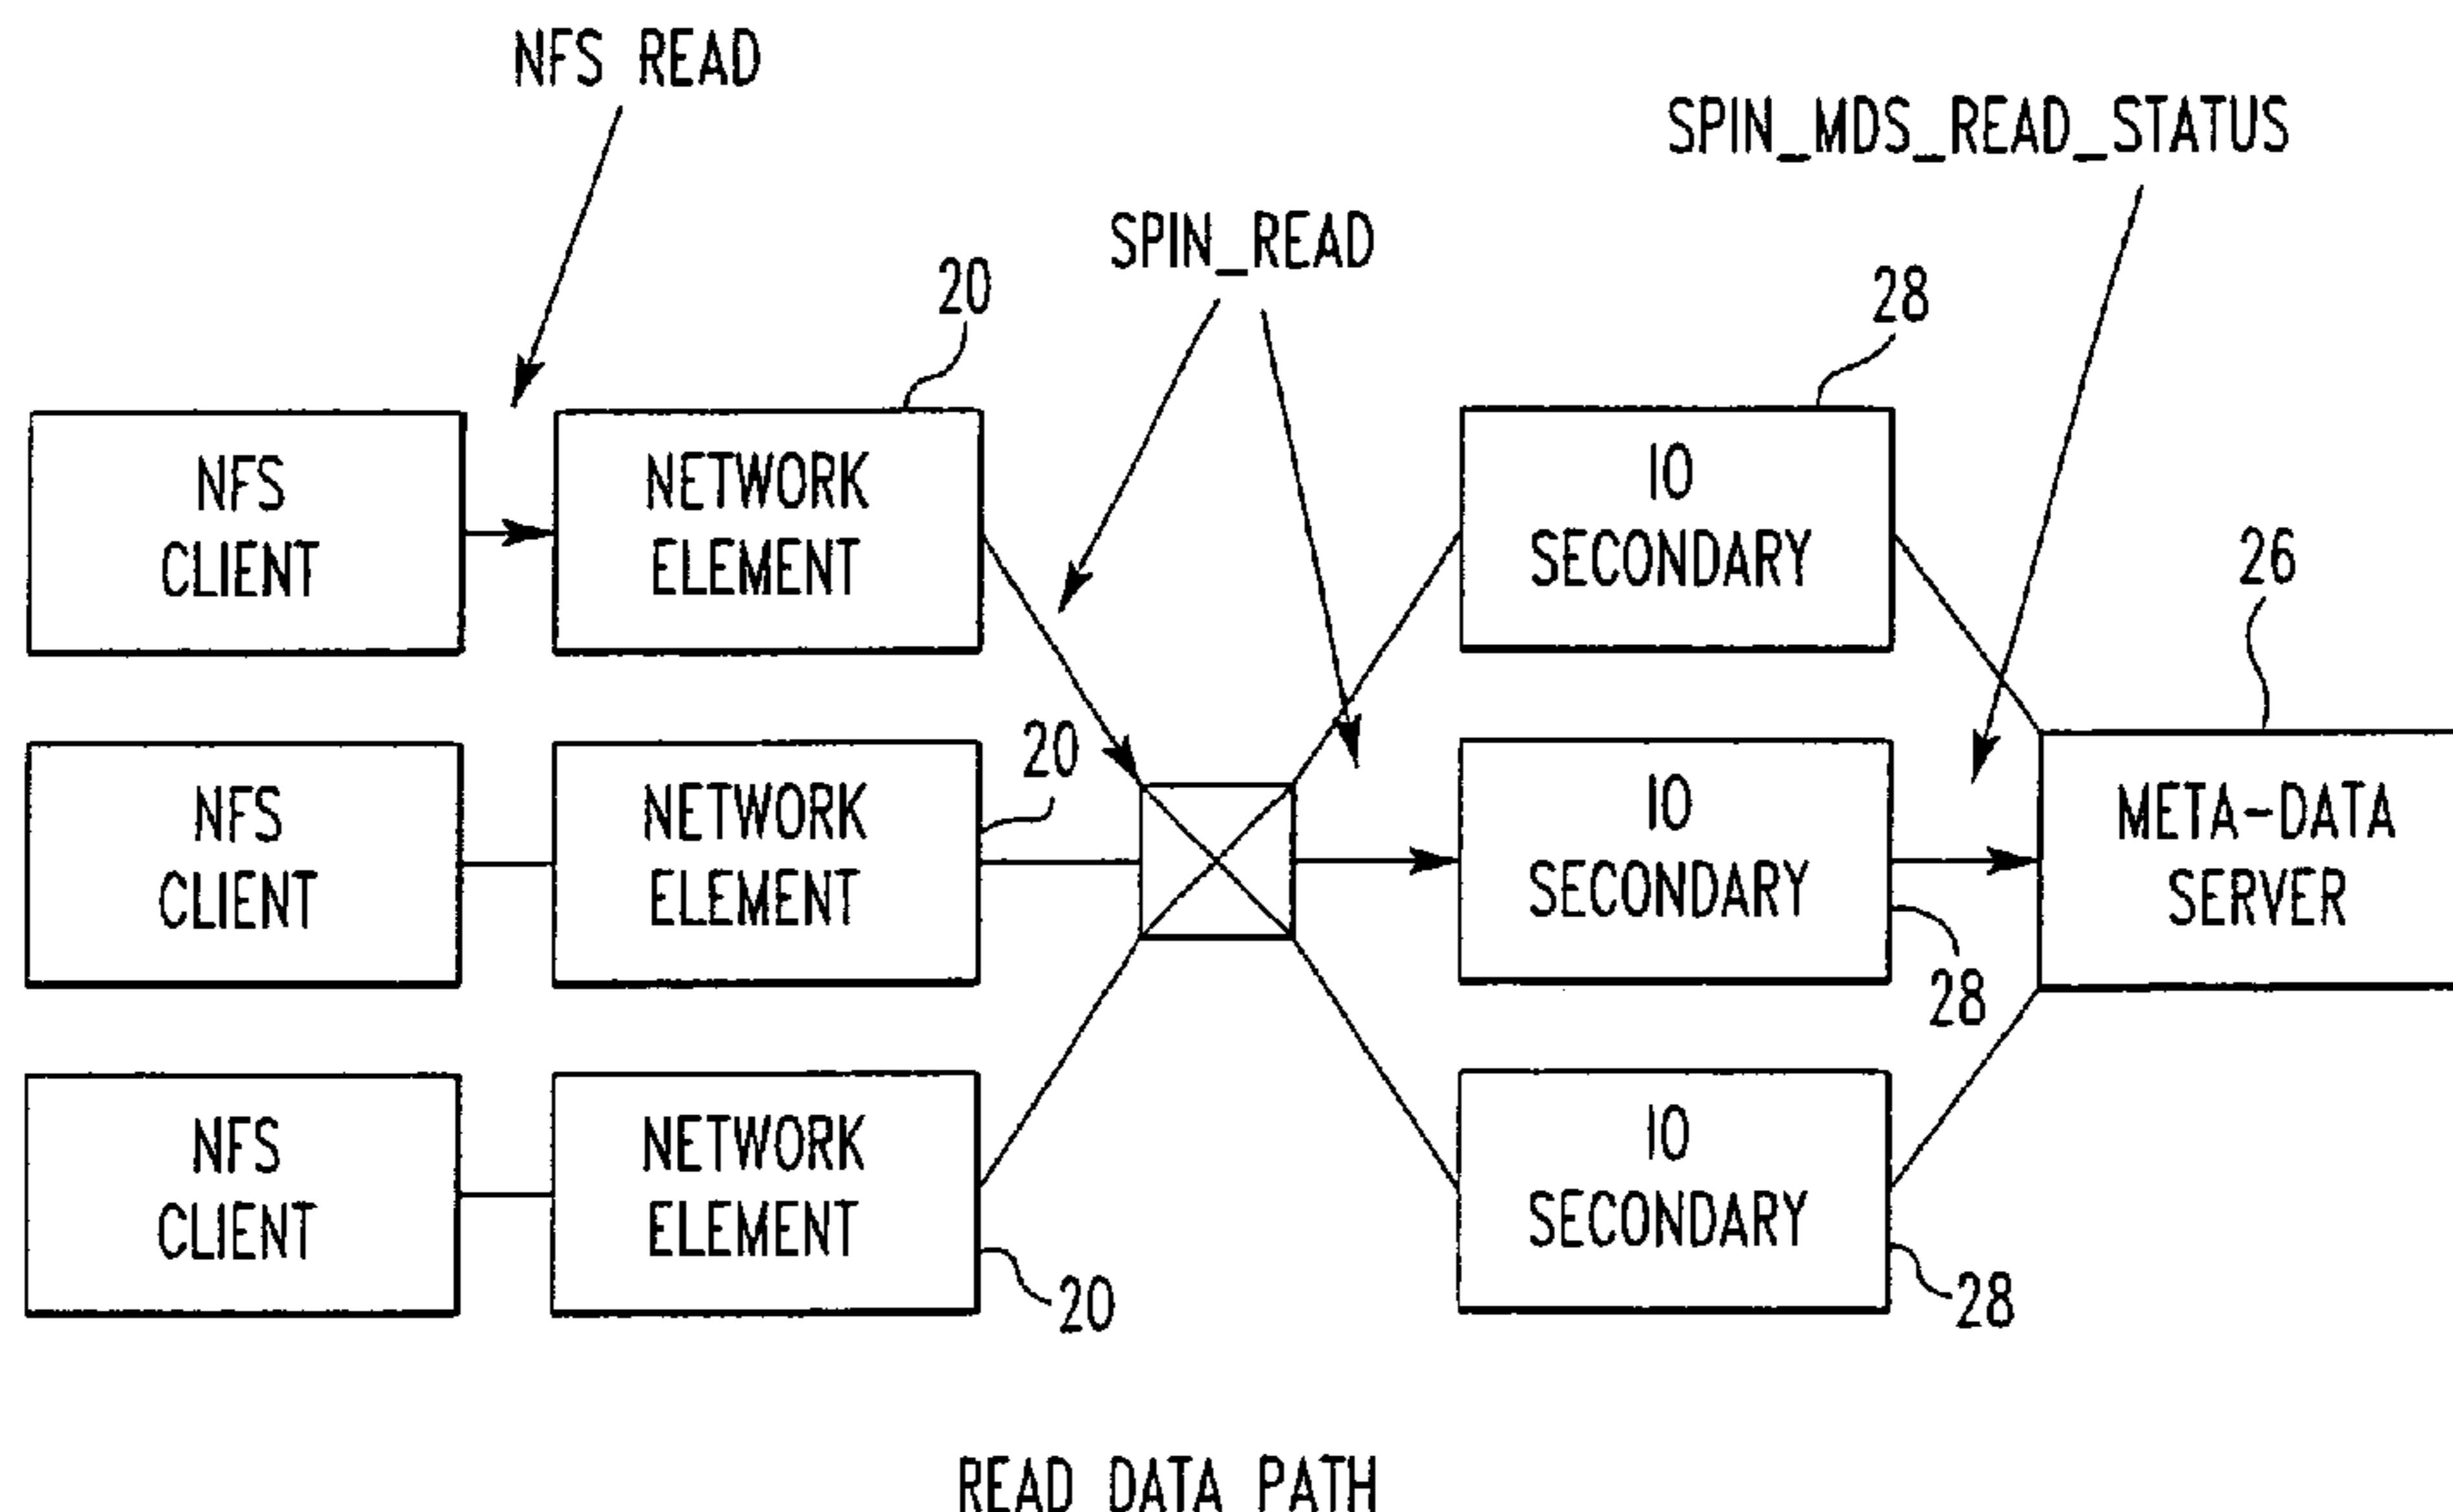 NFS READ
SPIN_MDS_READ_STATUS
SPIN_READ
20
28
NFS
CLIENT
NETWORK
ELEMENT
IO
SECONDARY
26
20
NFS
CLIENT
NETWORK
ELEMENT
IO
SECONDARY
META-DATA
SERVER
28
NFS
CLIENT
NETWORK
ELEMENT
IO
SECONDARY
20
28
READ DATA PATH